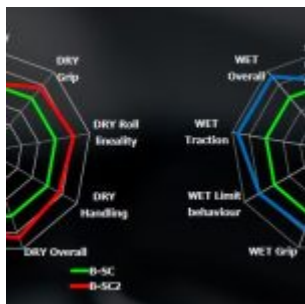 DRY
Grip
DRY Roll
lineality
DRY
Handling
DRY Overall
B-SC
B-SC2
WET
Overall
WET
Traction
WET Limit
behaviour
WET Grip